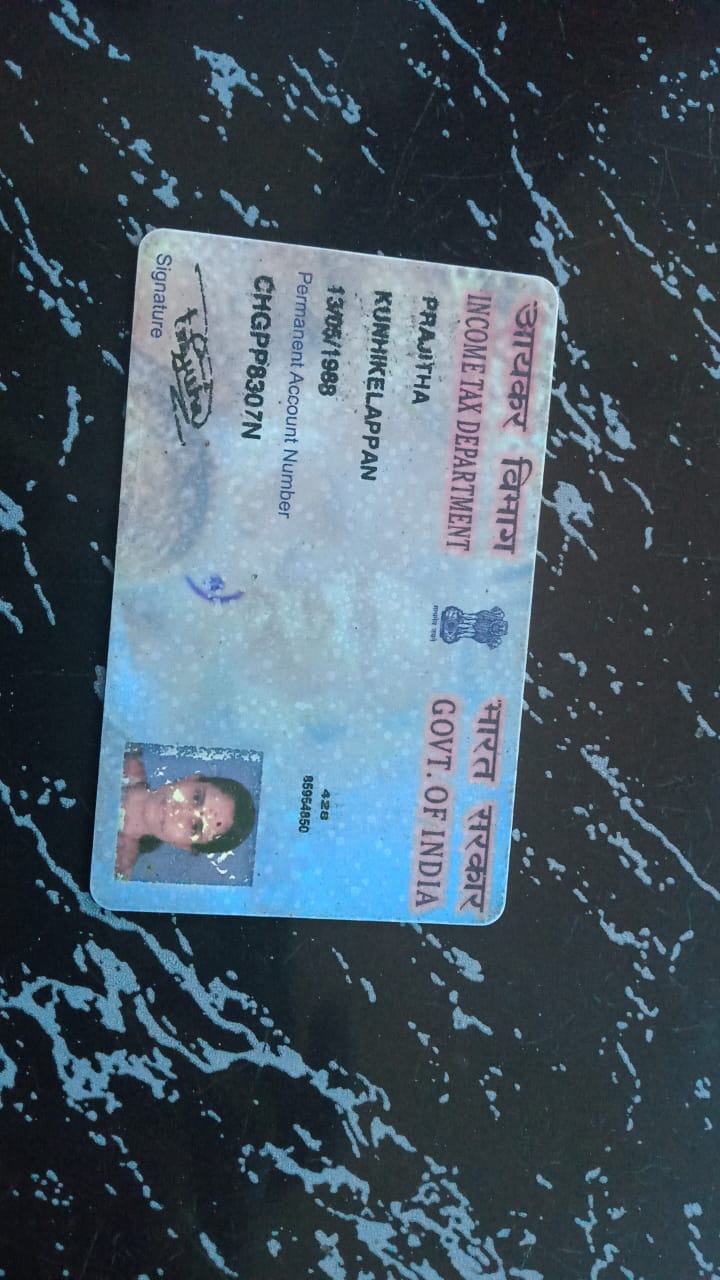 आयकर विभाग
INCOME TAX DEPARTMENT
भारत सरकार
GOVT. OF INDIA
सत्यमेव जयते
PRAJITHA
KUNHIKELAPPAN
13/05/1988
Permanent Account Number
CHGPP8307N
Signature
428
85954850